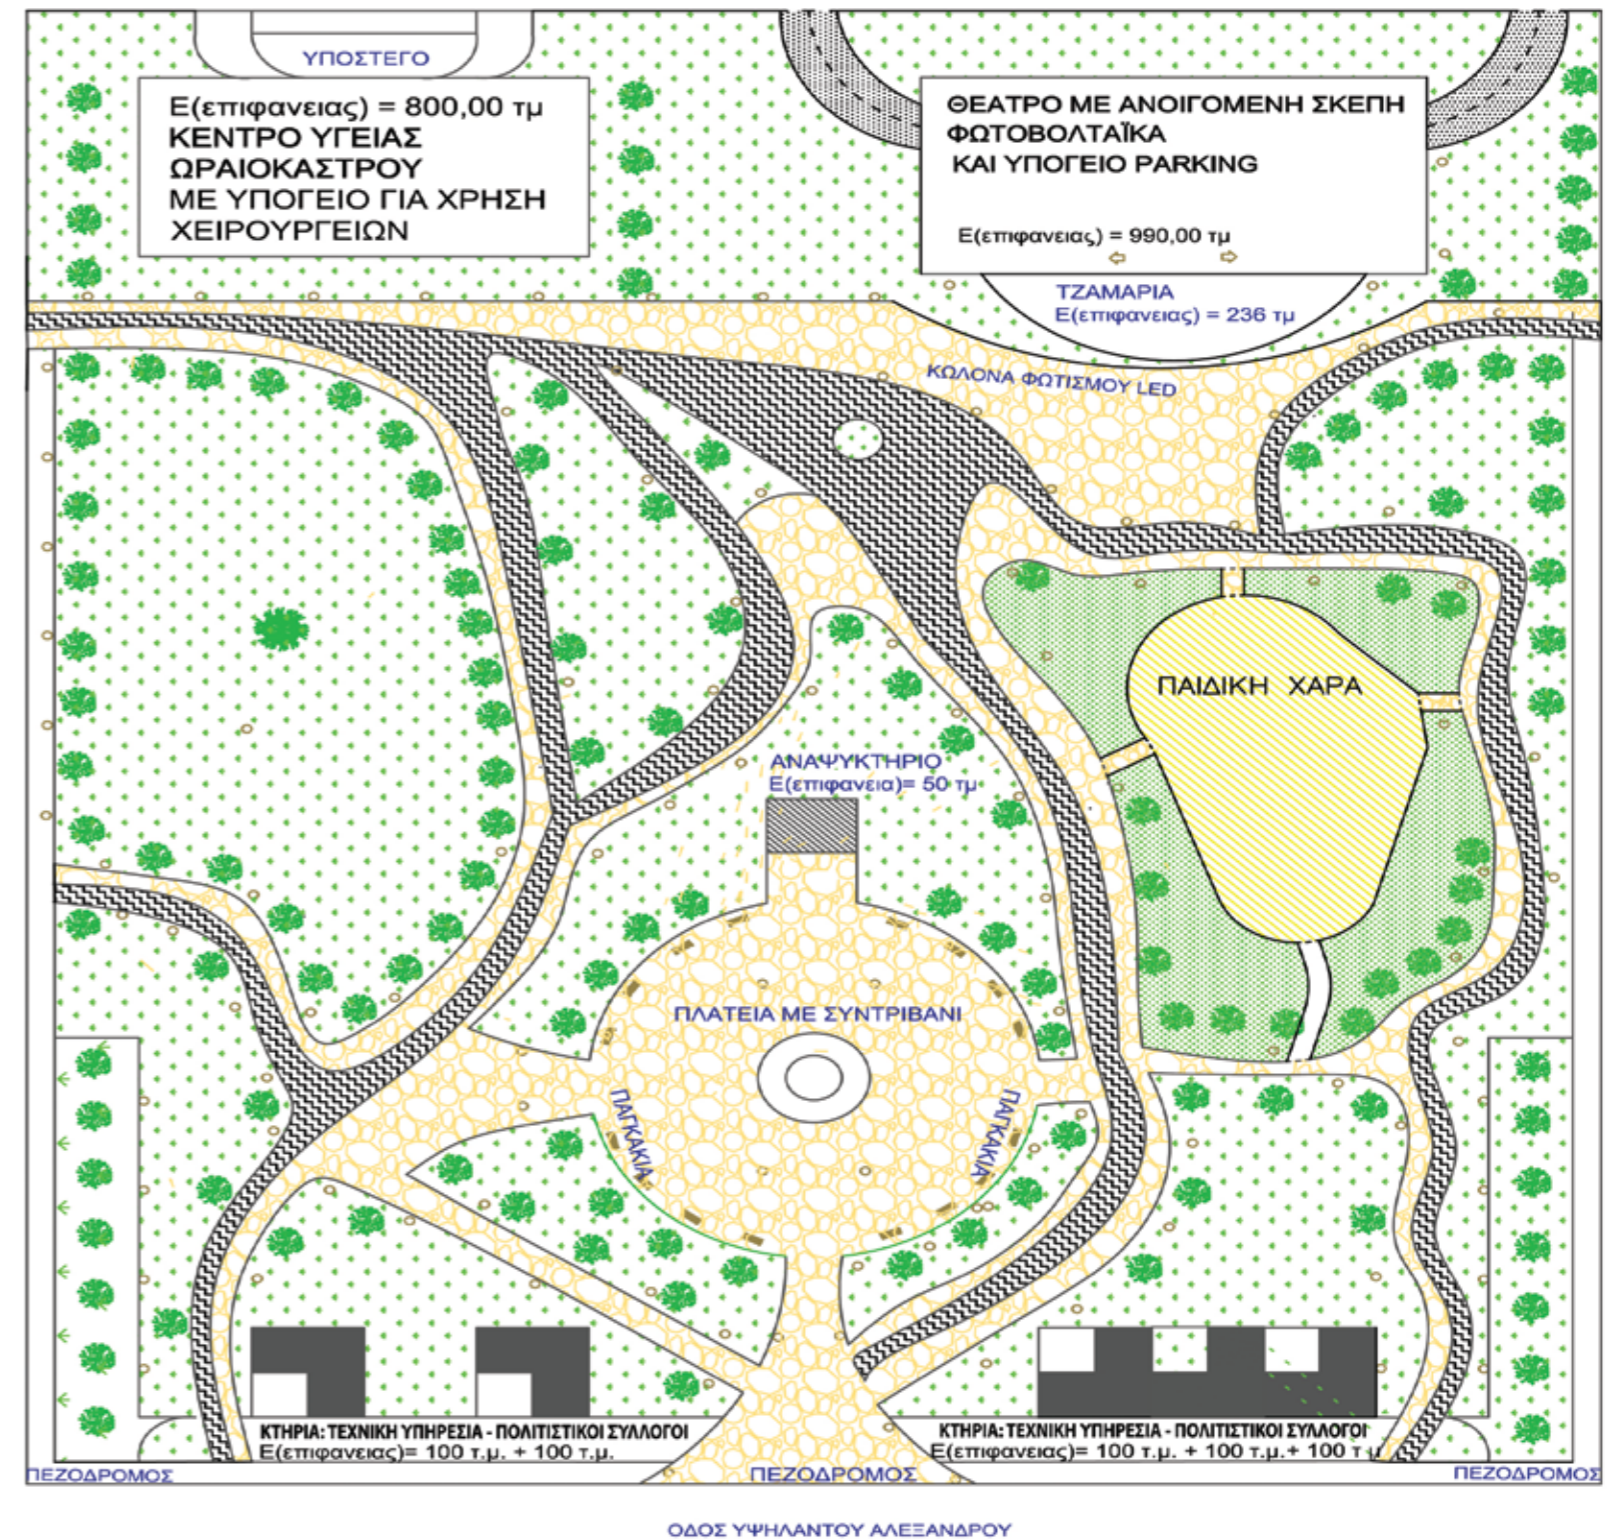 ΥΠΟΣΤΕΓΟ
Ε(επιφανειας) = 800,00 τμ
ΚΕΝΤΡΟ ΥΓΕΙΑΣ
ΩΡΑΙΟΚΑΣΤΡΟΥ
ΜΕ ΥΠΟΓΕΙΟ ΓΙΑ ΧΡΗΣΗ
ΧΕΙΡΟΥΡΓΕΙΩΝ
ΘΕΑΤΡΟ ΜΕ ΑΝΟΙΓΟΜΕΝΗ ΣΚΕΠΗ
ΦΩΤΟΒΟΛΤΑΪΚΑ
ΚΑΙ ΥΠΟΓΕΙΟ PARKING
Ε(επιφανειας) = 990,00 τμ
ΤΖΑΜΑΡΙΑ
Ε(επιφανειας) = 236 τμ
ΚΩΛΟΝΑ ΦΩΤΙΣΜΟΥ LED
ΠΑΙΔΙΚΗ ΧΑΡΑ
ΑΝΑΨΥΚΤΗΡΙΟ
Ε(επιφανεια)= 50 τμ
ΠΛΑΤΕΙΑ ΜΕ ΣΥΝΤΡΙΒΑΝΙ
ΠΑΓΚΑΚΙΑ
ΠΑΓΚΑΚΙΑ
ΚΤΗΡΙΑ: ΤΕΧΝΙΚΗ ΥΠΗΡΕΣΙΑ - ΠΟΛΙΤΙΣΤΙΚΟΙ ΣΥΛΛΟΓΟΙ
Ε(επιφανειας)= 100 τ.μ. + 100 τ.μ.
ΚΤΗΡΙΑ: ΤΕΧΝΙΚΗ ΥΠΗΡΕΣΙΑ - ΠΟΛΙΤΙΣΤΙΚΟΙ ΣΥΛΛΟΓΟΙ
Ε(επιφανειας)= 100 τ.μ. + 100 τ.μ.+ 100 τ.μ
ΠΕΖΟΔΡΟΜΟΣ
ΠΕΖΟΔΡΟΜΟΣ
ΠΕΖΟΔΡΟΜΟΣ
ΟΔΟΣ ΥΨΗΛΑΝΤΟΥ ΑΛΕΞΑΝΔΡΟΥ